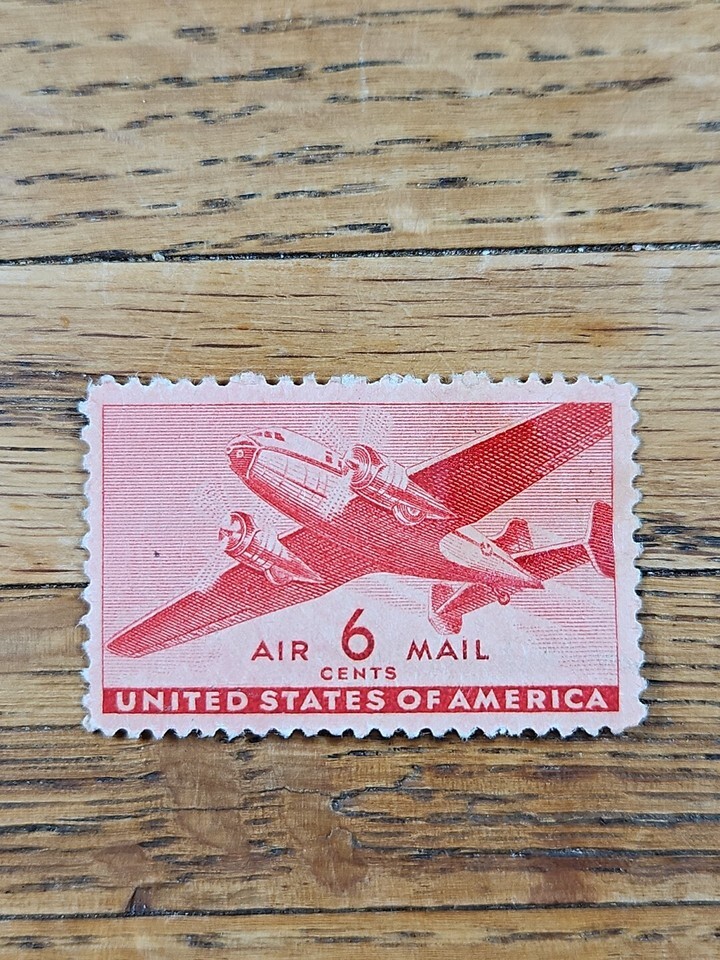 AIR 6 MAIL
CENTS
UNITED STATES OF AMERICA